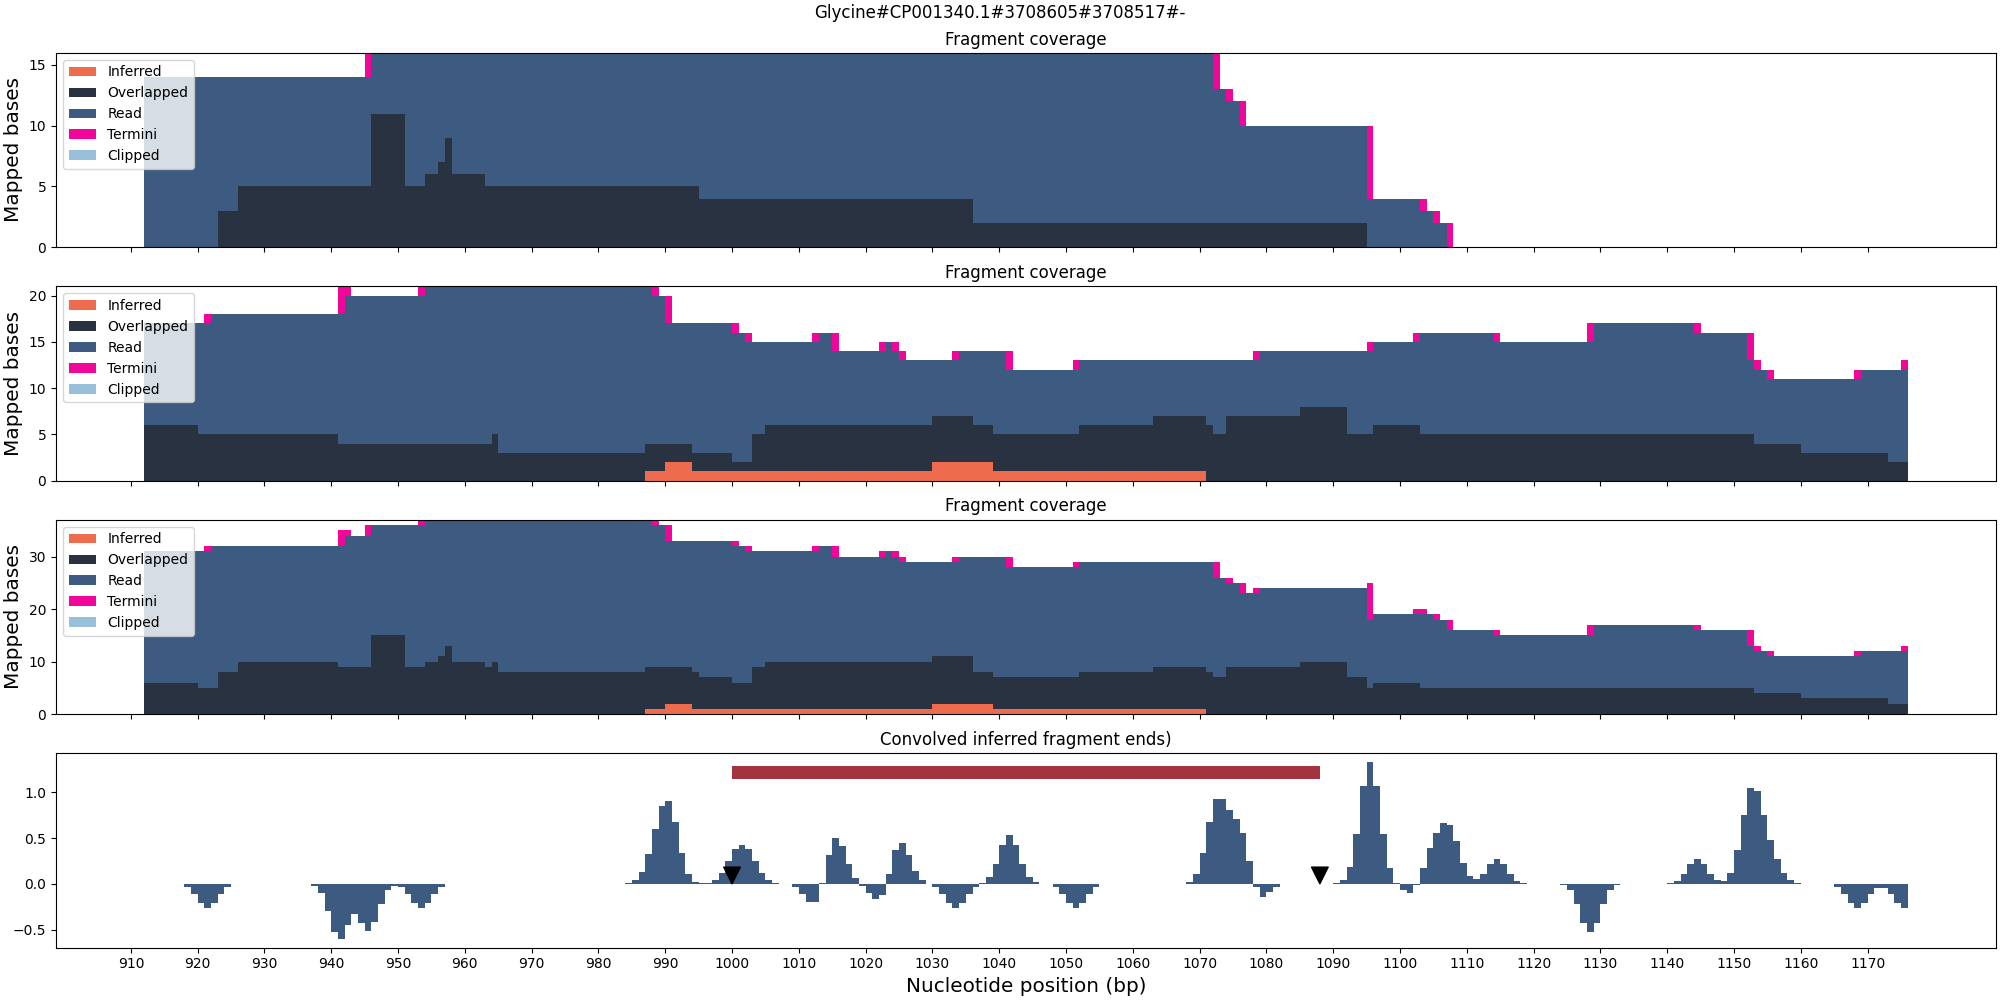 Glycine#CP001340.1#3708605#3708517#-
Fragment coverage
Mapped bases
15
10
5
0
Inferred
Overlapped
Read
Termini
Clipped
Fragment coverage
Mapped bases
20
15
10
5
0
Inferred
Overlapped
Read
Termini
Clipped
Fragment coverage
Mapped bases
30
20
10
0
Inferred
Overlapped
Read
Termini
Clipped
Convolved inferred fragment ends)
1.0
0.5
0.0
−0.5
910 920 930 940 950 960 970 980 990 1000 1010 1020 1030 1040 1050 1060 1070 1080 1090 1100 1110 1120 1130 1140 1150 1160 1170
Nucleotide position (bp)